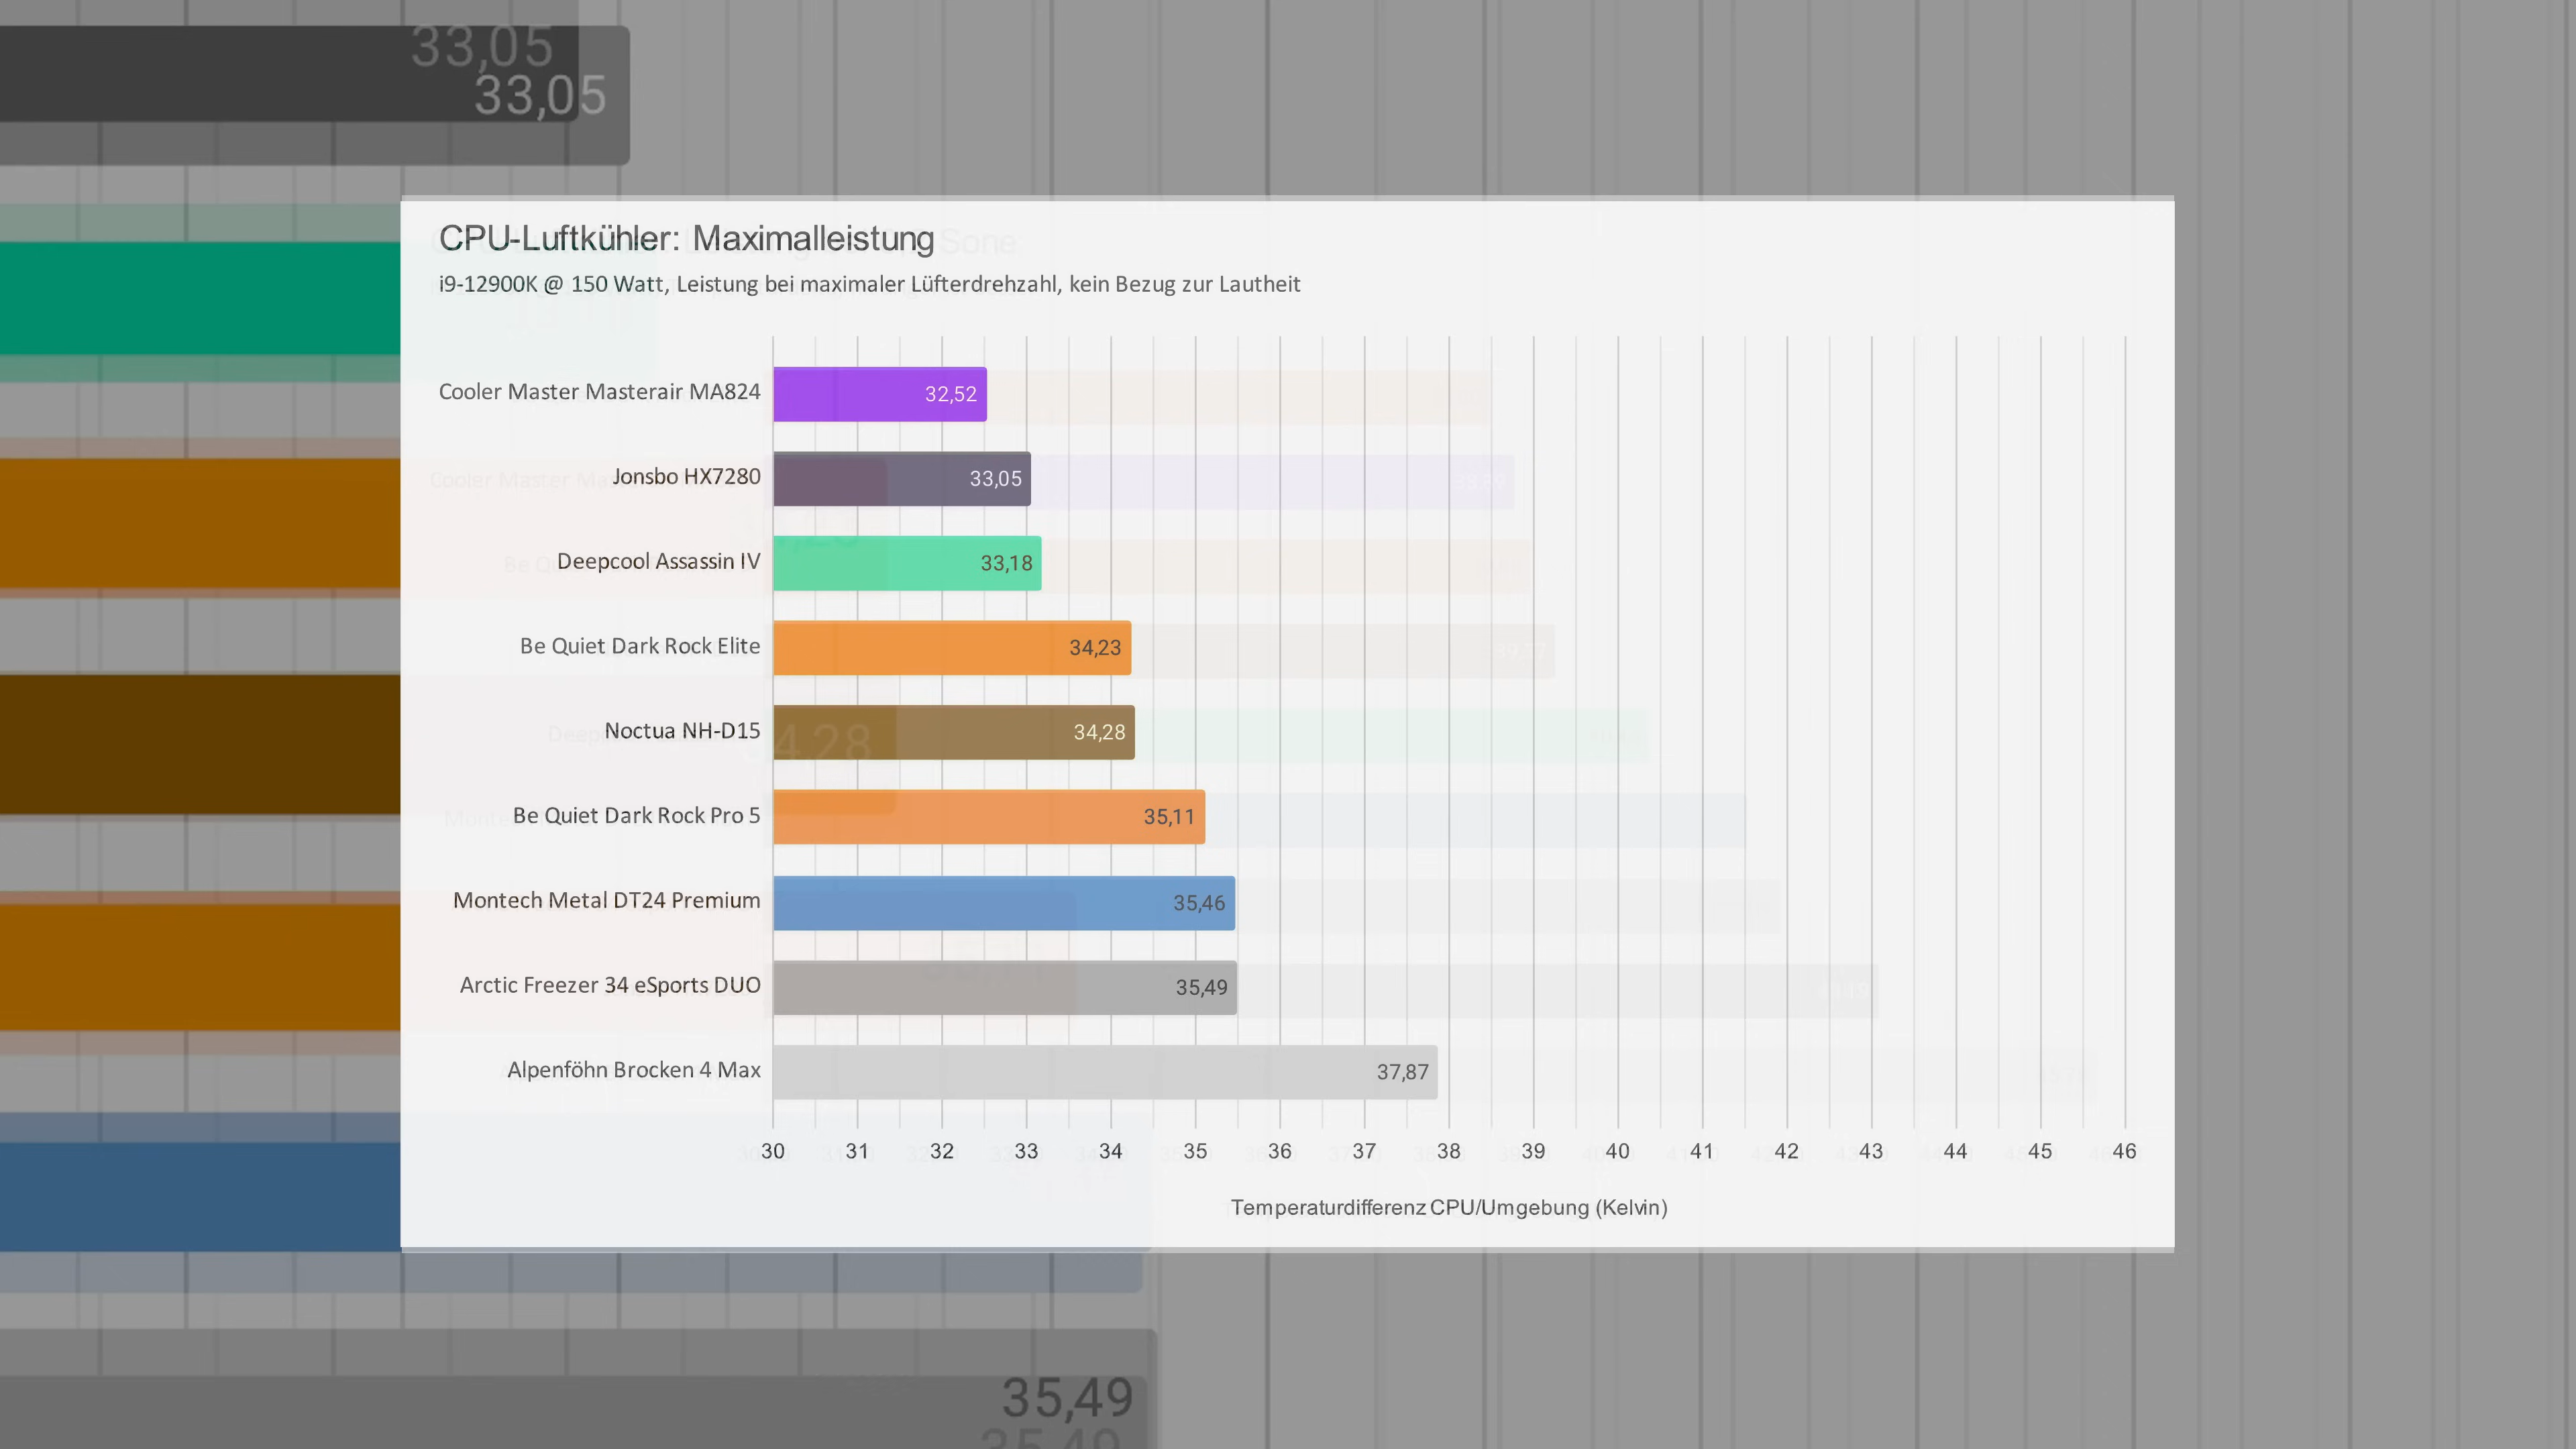 33,05
33,05
CPU-Luftkühler: Maximalleistung
Sone
i9-12900K @ 150 Watt, Leistung bei maximaler Lüfterdrehzahl, kein Bezug zur Lautheit
Cooler Master Masterair MA824 32,52
Jonsbo HX7280 33,05
Deepcool Assassin IV 33,18
Be Quiet Dark Rock Elite 34,23
Noctua NH-D15 34,28
Be Quiet Dark Rock Pro 5 35,11
Montech Metal DT24 Premium 35,46
Arctic Freezer 34 eSports DUO 35,49
Alpenföhn Brocken 4 Max 37,87
30 31 32 33 34 35 36 37 38 39 40 41 42 43 44 45 46
Temperaturdifferenz CPU/Umgebung (Kelvin)
35,49
35,49